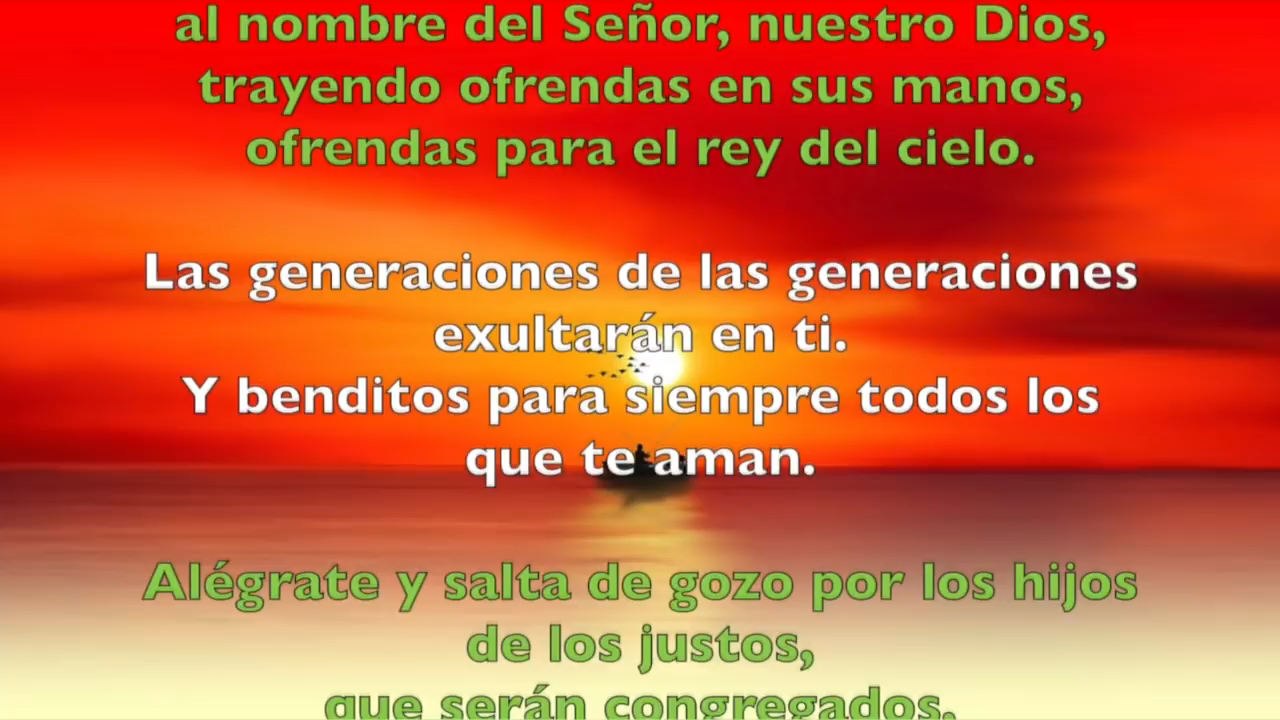 al nombre del Señor, nuestro Dios,
trayendo ofrendas en sus manos,
ofrendas para el rey del cielo.
Las generaciones de las generaciones
exultarán en ti.
Y benditos para siempre todos los
que te aman.
Alégrate y salta de gozo por los hijos
de los justos,
que serán congregados,